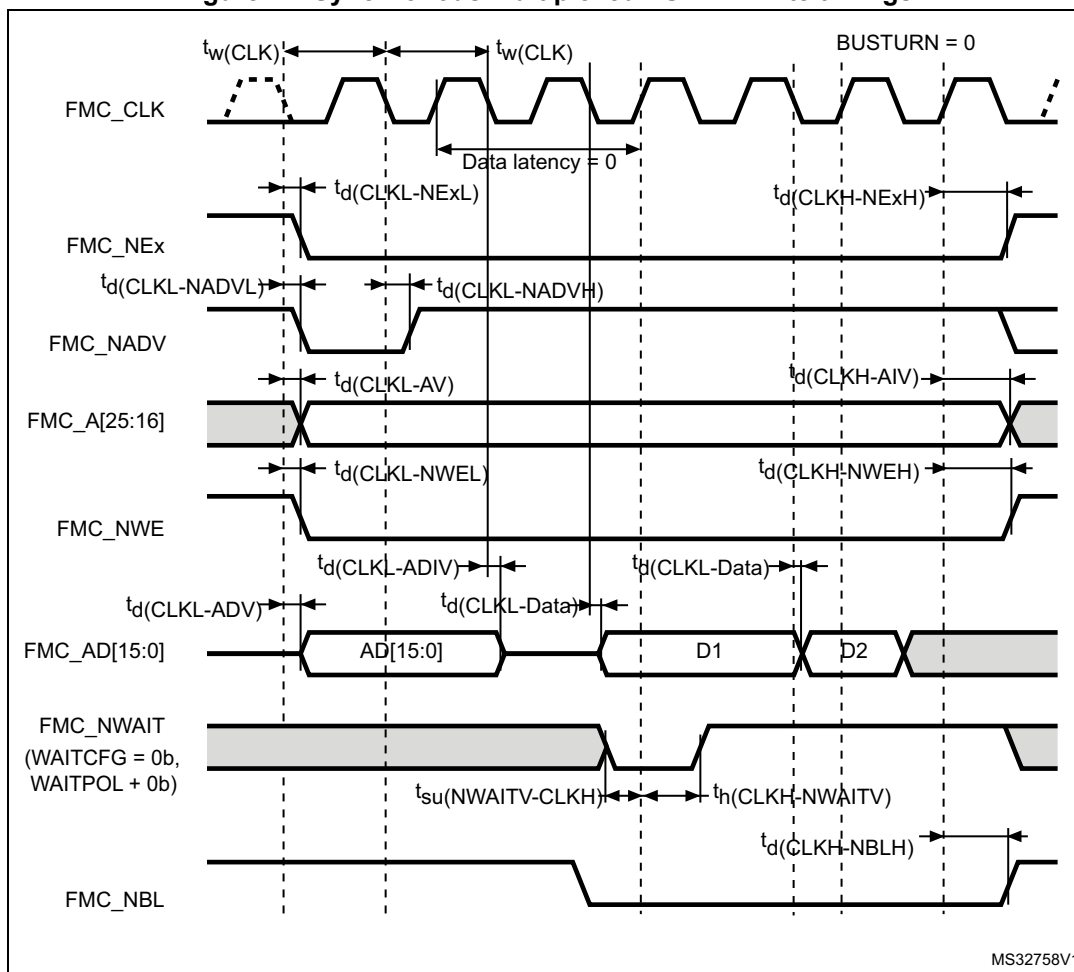 tw(CLK) tw(CLK) BUSTURN = 0
FMC_CLK
Data latency = 0
td(CLKL-NExL) td(CLKH-NExH)
FMC_NEx
td(CLKL-NADVL) td(CLKL-NADVH)
FMC_NADV
td(CLKL-AV) td(CLKH-AIV)
FMC_A[25:16]
td(CLKL-NWEL) td(CLKH-NWEH)
FMC_NWE
td(CLKL-ADIV) td(CLKL-Data)
td(CLKL-ADV) td(CLKL-Data)
FMC_AD[15:0] AD[15:0] D1 D2
FMC_NWAIT
(WAITCFG = 0b,
WAITPOL + 0b)
tsu(NWAITV-CLKH) th(CLKH-NWAITV)
td(CLKH-NBLH)
FMC_NBL
MS32758V1